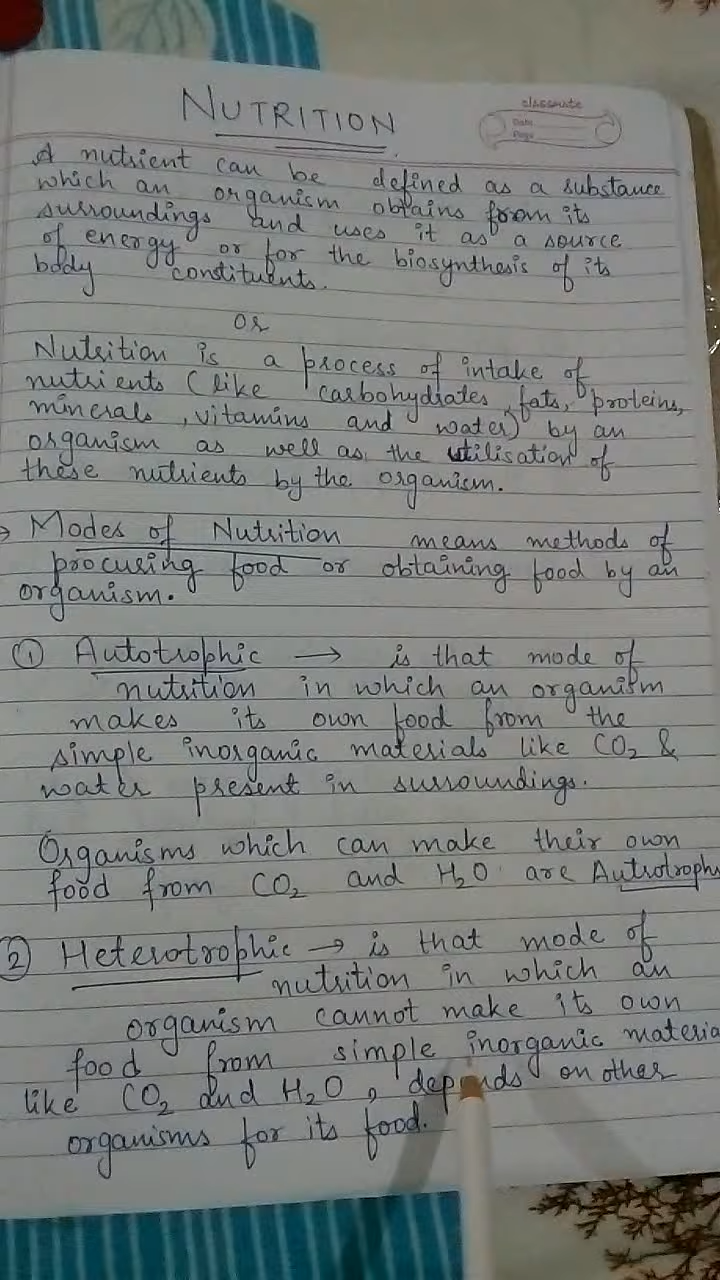 NUTRITION
classmate
Date
Page
A nutrient can be defined as a substance
which an organism obtains from its
surroundings and uses it as a source
of energy or for the biosynthesis of its
body constituents.
or
Nutrition is a process of intake of
nutrients (like carbohydrates, fats, proteins,
minerals, vitamins and water) by an
organism as well as the utilisation of
these nutrients by the organism.
→ Modes of Nutrition means methods of
procuring food or obtaining food by an
organism.
① Autotrophic → is that mode of
nutrition in which an organism
makes its own food from the
simple inorganic materials like CO₂ &
water present in surroundings.
Organisms which can make their own
food from CO₂ and H₂O are Autrotroph
② Heterotrophic → is that mode of
nutrition in which an
organism cannot make its own
food from simple inorganic materia
like CO₂ and H₂O, depends on other
organisms for its food.